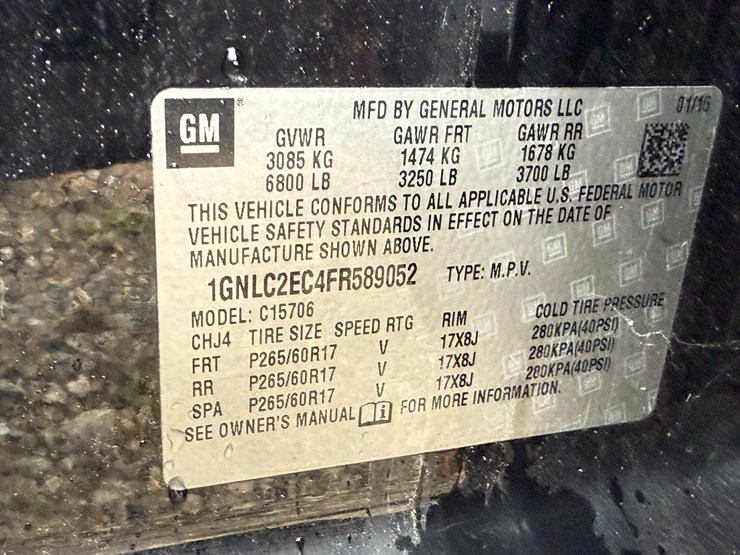 GM
MFD BY GENERAL MOTORS LLC 01/15
GVWR GAWR FRT GAWR RR
3085 KG 1474 KG 1678 KG
6800 LB 3250 LB 3700 LB
THIS VEHICLE CONFORMS TO ALL APPLICABLE U.S. FEDERAL MOTOR
VEHICLE SAFETY STANDARDS IN EFFECT ON THE DATE OF
MANUFACTURE SHOWN ABOVE.
1GNLC2EC4FR589052 TYPE: M.P.V.
MODEL: C15706
CHJ4 TIRE SIZE SPEED RTG RIM COLD TIRE PRESSURE
FRT P265/60R17 V 17X8J 280KPA(40PSI)
RR P265/60R17 V 17X8J 280KPA(40PSI)
SPA P265/60R17 V 17X8J 280KPA(40PSI)
SEE OWNER'S MANUAL i FOR MORE INFORMATION.